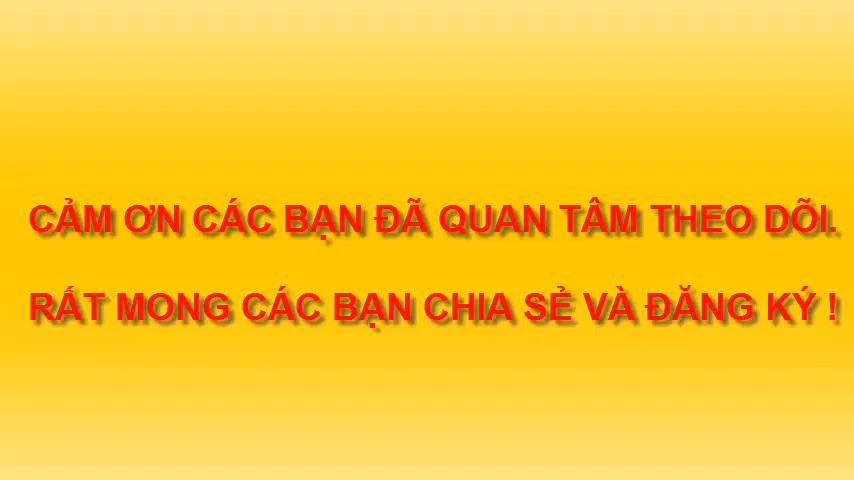 CẢM ƠN CÁC BẠN ĐÃ QUAN TÂM THEO DÕI.
RẤT MONG CÁC BẠN CHIA SẺ VÀ ĐĂNG KÝ !